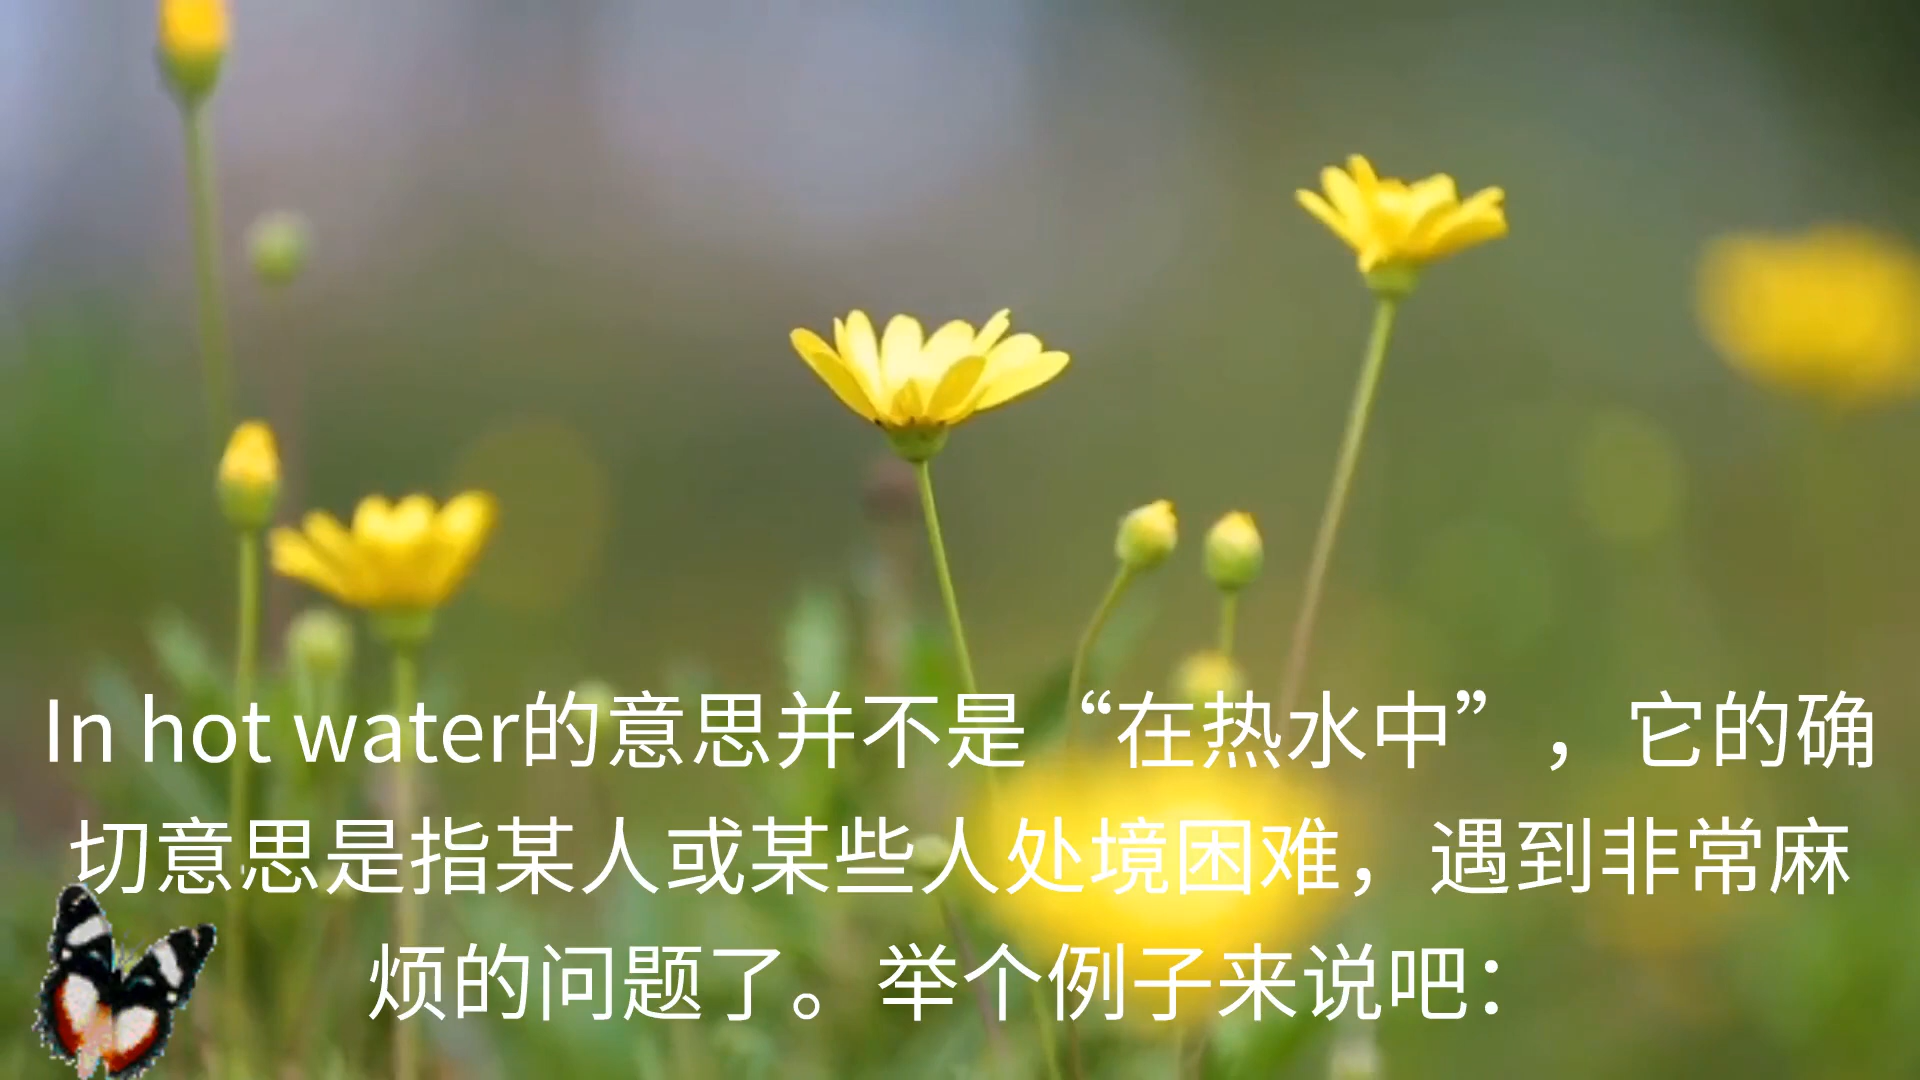 In hot water的意思并不是“在热水中”，它的确
切意思是指某人或某些人处境困难，遇到非常麻
烦的问题了。举个例子来说吧：